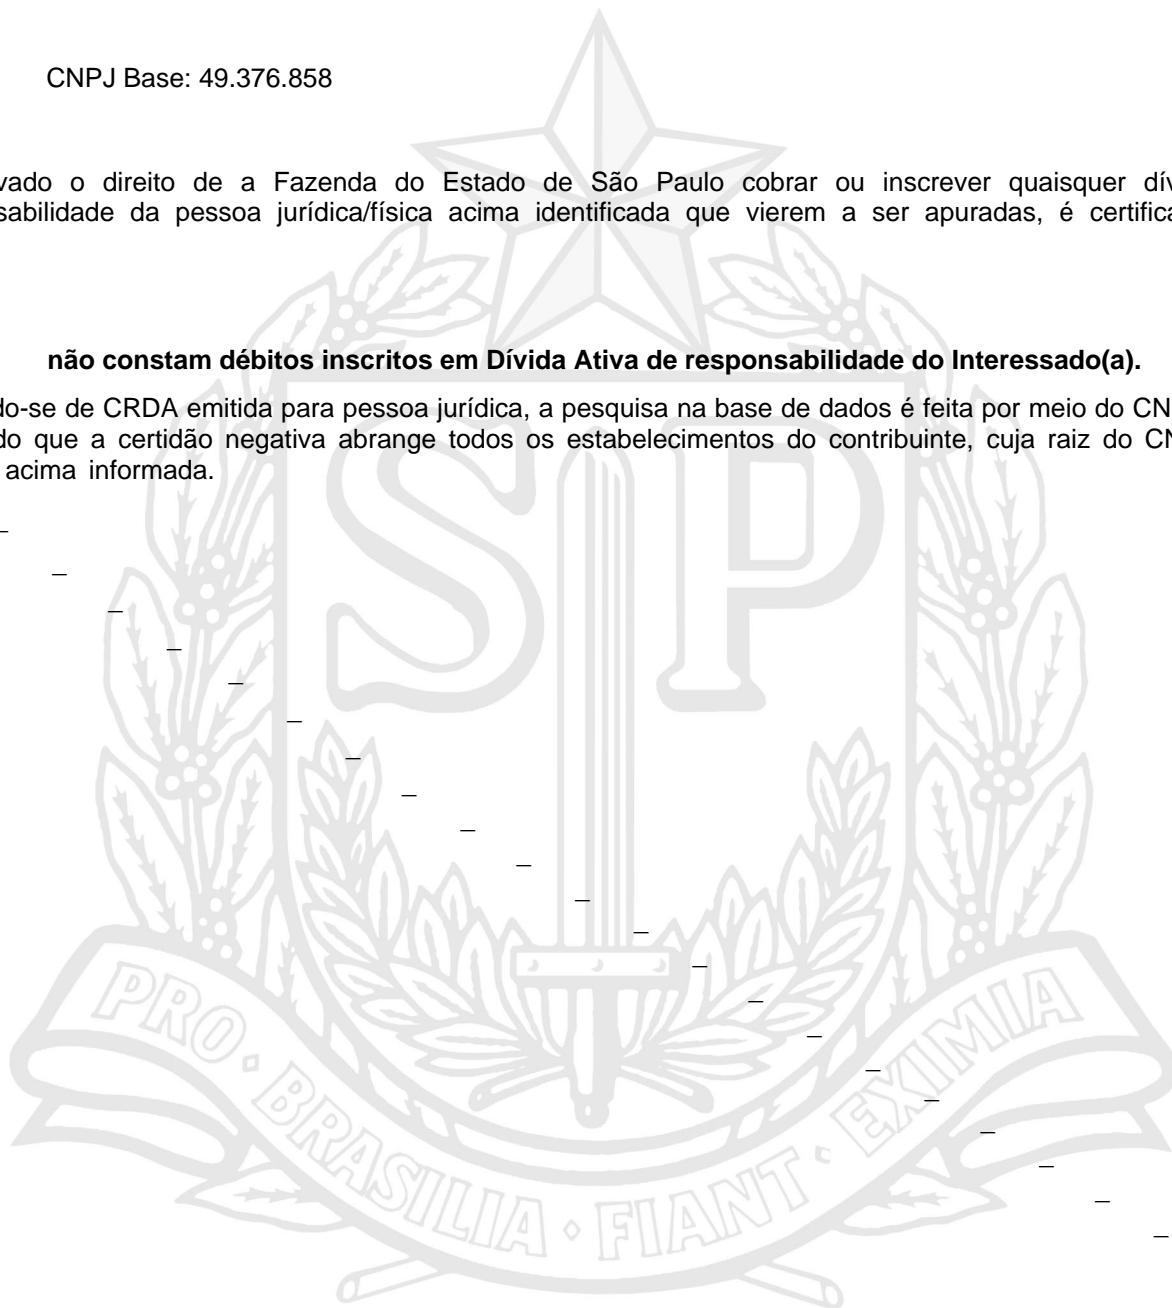 CNPJ Base: 49.376.858
vado o direito de a Fazenda do Estado de São Paulo cobrar ou inscrever quaisquer dív
sabilidade da pessoa jurídica/física acima identificada que vierem a ser apuradas, é certifica
não constam débitos inscritos em Dívida Ativa de responsabilidade do Interessado(a).
do-se de CRDA emitida para pessoa jurídica, a pesquisa na base de dados é feita por meio do CN
do que a certidão negativa abrange todos os estabelecimentos do contribuinte, cuja raiz do CN
acima informada.
SP
PRO • BRASILIA • FIANT • EXIMIA